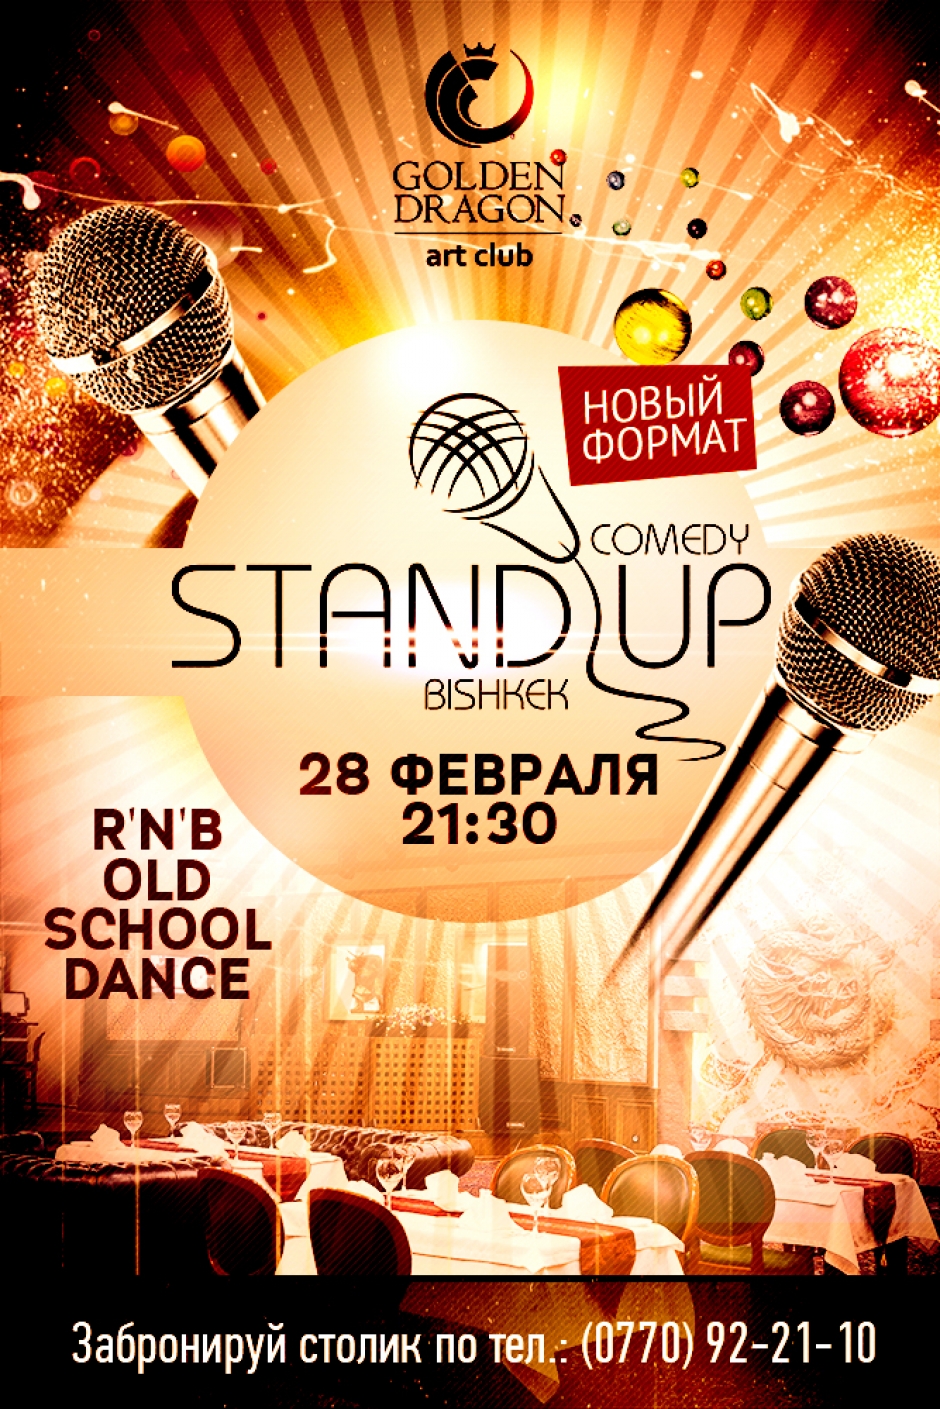 GOLDEN
DRAGON
art club
НОВЫЙ
ФОРМАТ
COMEDY
STAND UP
BISHKEK
28 ФЕВРАЛЯ
21:30
R'N'B
OLD
SCHOOL
DANCE
Забронируй столик по тел.: (0770) 92-21-10